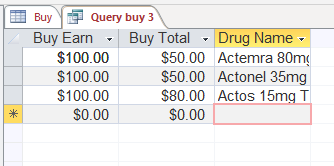 Buy Query buy 3
Buy Earn Buy Total Drug Name
$100.00 $50.00 Actemra 80mg
$100.00 $50.00 Actonel 35mg
$100.00 $80.00 Actos 15mg T
* $0.00 $0.00